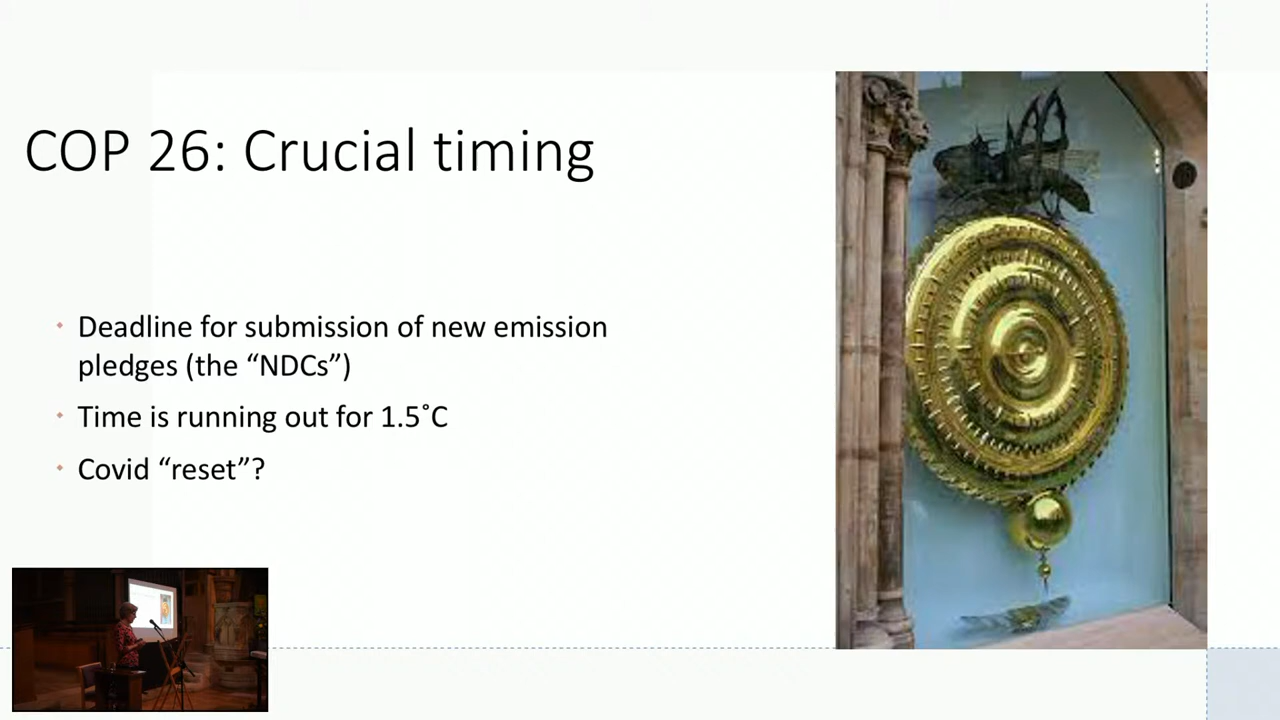 COP 26: Crucial timing
Deadline for submission of new emission
pledges (the “NDCs”)
Time is running out for 1.5˚C
Covid “reset”?